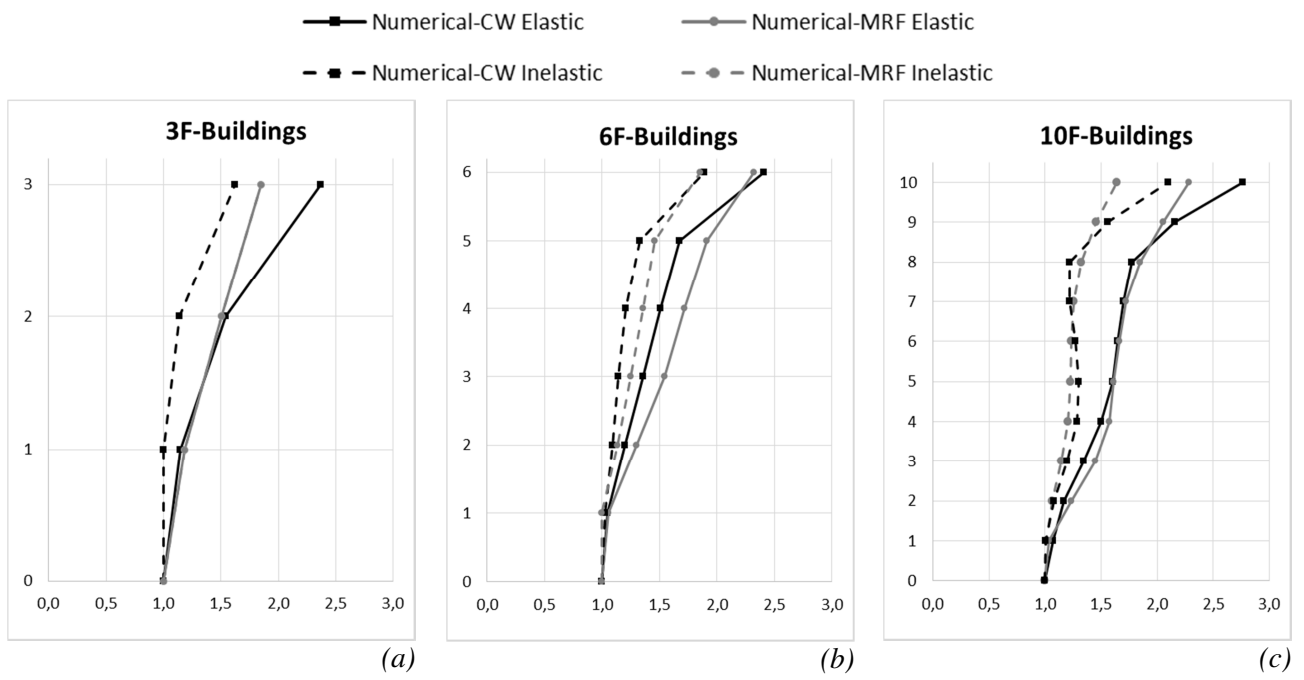 Numerical-CW Elastic
Numerical-MRF Elastic
Numerical-CW Inelastic
Numerical-MRF Inelastic
3F-Buildings
3
2
1
0
0,0 0,5 1,0 1,5 2,0 2,5 3,0
(a)
6F-Buildings
6
5
4
3
2
1
0
0,0 0,5 1,0 1,5 2,0 2,5 3,0
(b)
10F-Buildings
10
9
8
7
6
5
4
3
2
1
0
0,0 0,5 1,0 1,5 2,0 2,5 3,0
(c)